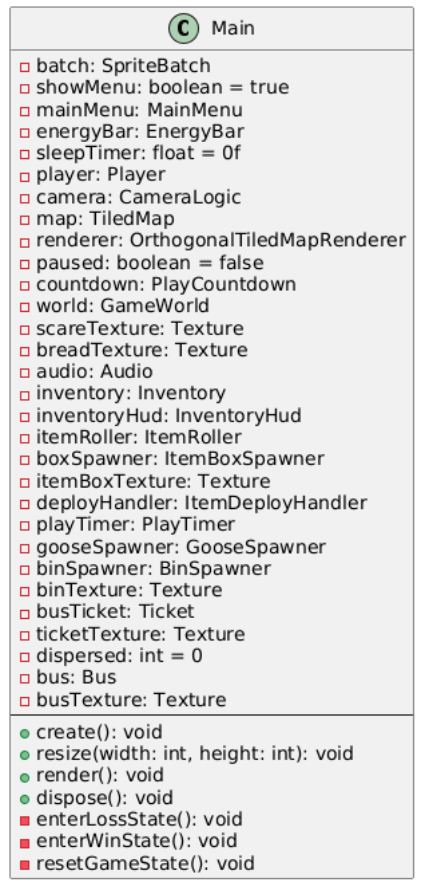 C Main
batch: SpriteBatch
showMenu: boolean = true
mainMenu: MainMenu
energyBar: EnergyBar
sleepTimer: float = 0f
player: Player
camera: CameraLogic
map: TiledMap
renderer: OrthogonalTiledMapRenderer
paused: boolean = false
countdown: PlayCountdown
world: GameWorld
scareTexture: Texture
breadTexture: Texture
audio: Audio
inventory: Inventory
inventoryHud: InventoryHud
itemRoller: ItemRoller
boxSpawner: ItemBoxSpawner
itemBoxTexture: Texture
deployHandler: ItemDeployHandler
playTimer: PlayTimer
gooseSpawner: GooseSpawner
binSpawner: BinSpawner
binTexture: Texture
busTicket: Ticket
ticketTexture: Texture
dispersed: int = 0
bus: Bus
busTexture: Texture
create(): void
resize(width: int, height: int): void
render(): void
dispose(): void
enterLossState(): void
enterWinState(): void
resetGameState(): void